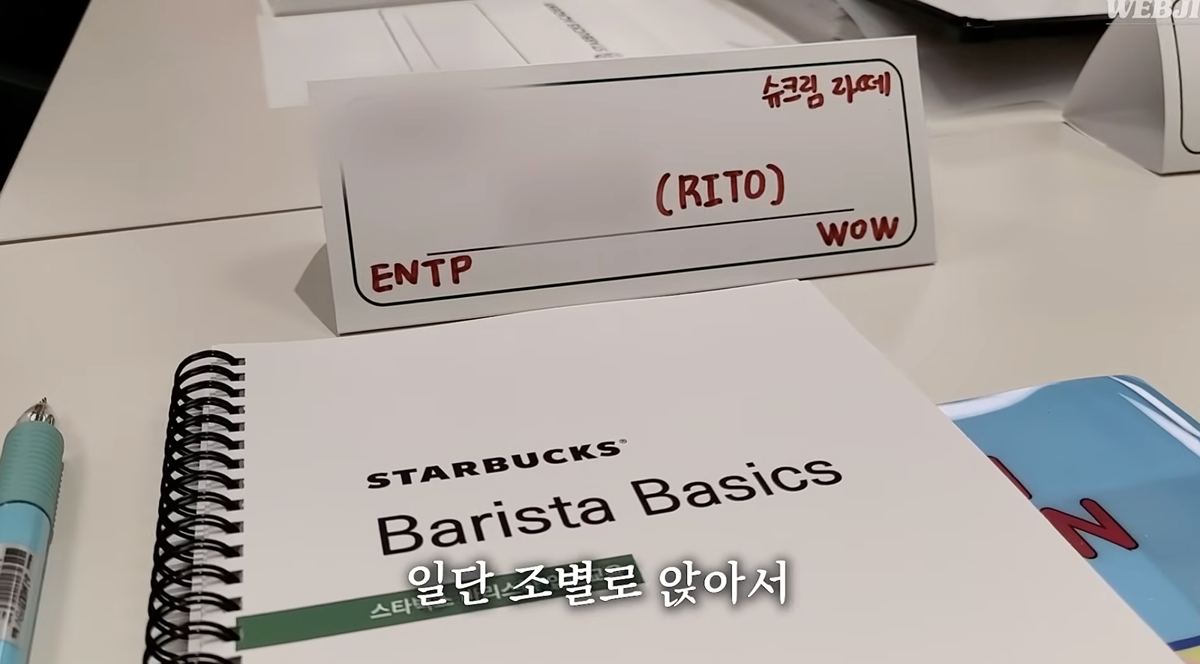 WEBJI
슈크림 라떼
(RITO)
ENTP
WOW
STARBUCKS®
Barista Basics
일단 조별로 앉아서